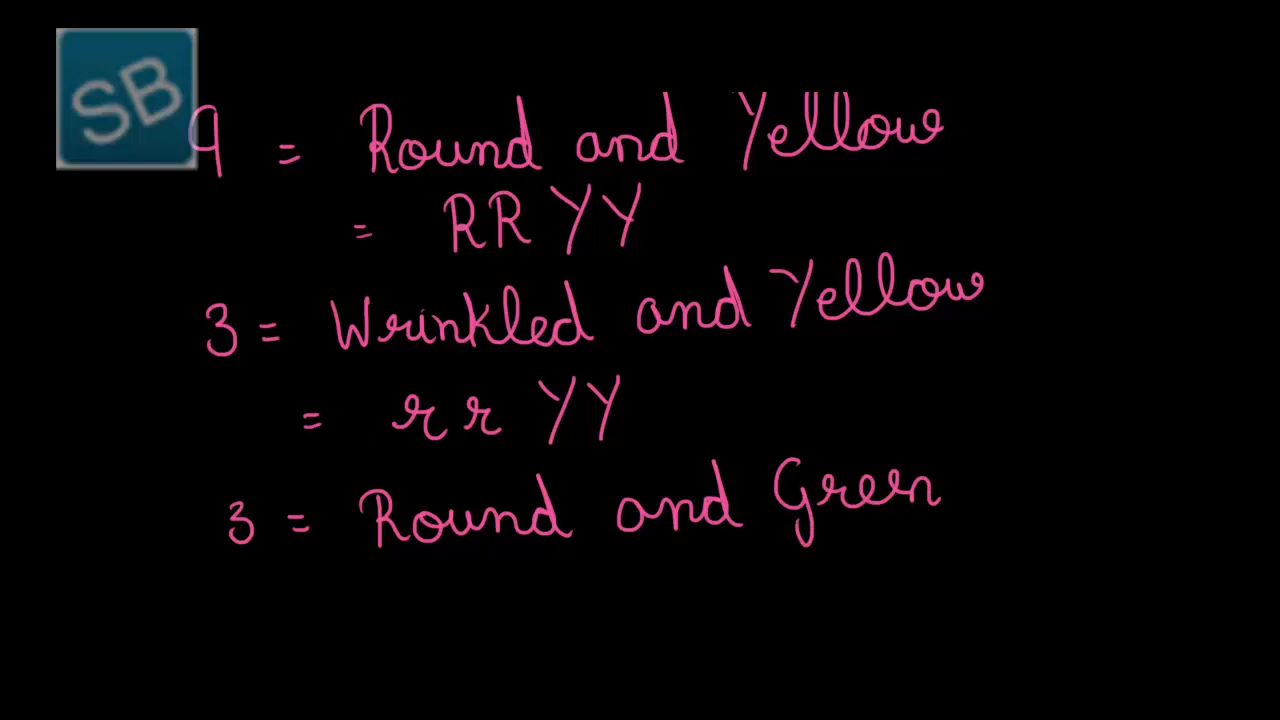 SB
9 = Round and Yellow
= RR YY
3 = Wrinkled and Yellow
= rr YY
3 = Round and Green